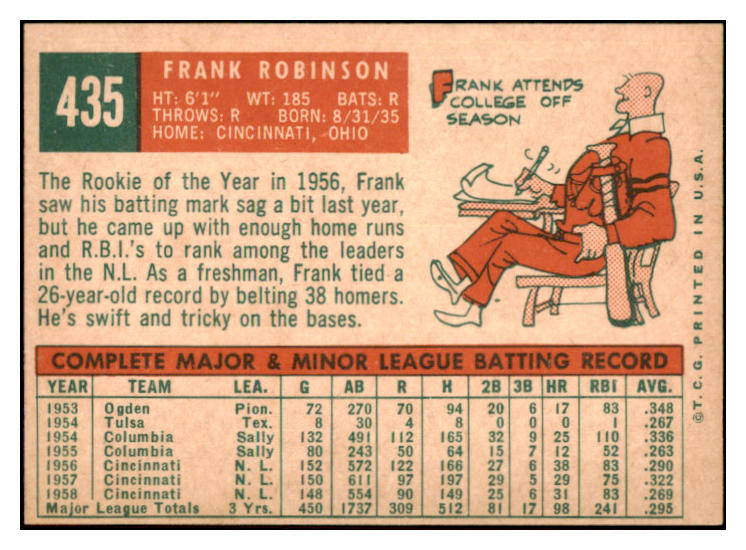 435
FRANK ROBINSON
HT: 6'1" WT: 185 BATS: R
THROWS: R BORN: 8/31/35
HOME: CINCINNATI, OHIO
FRANK ATTENDS
COLLEGE OFF
SEASON
The Rookie of the Year in 1956, Frank
saw his batting mark sag a bit last year,
but he came up with enough home runs
and R.B.I.'s to rank among the leaders
in the N.L. As a freshman, Frank tied a
26-year-old record by belting 38 homers.
He's swift and tricky on the bases.
COMPLETE MAJOR & MINOR LEAGUE BATTING RECORD
YEAR TEAM LEA. G AB R H 2B 3B HR RBI AVG.
1953 Ogden Pion. 72 270 70 94 20 6 17 83 .348
1954 Tulsa Tex. 8 30 4 8 0 0 0 1 .267
1954 Columbia Sally 132 491 112 165 32 9 25 110 .336
1955 Columbia Sally 80 243 50 64 15 7 12 52 .263
1956 Cincinnati N. L. 152 572 122 166 27 6 38 83 .290
1957 Cincinnati N. L. 150 611 97 197 29 5 29 75 .322
1958 Cincinnati N. L. 148 554 90 149 25 6 31 83 .269
Major League Totals 3 Yrs. 450 1737 309 512 81 17 98 241 .295
© T. C. G. PRINTED IN U.S.A.